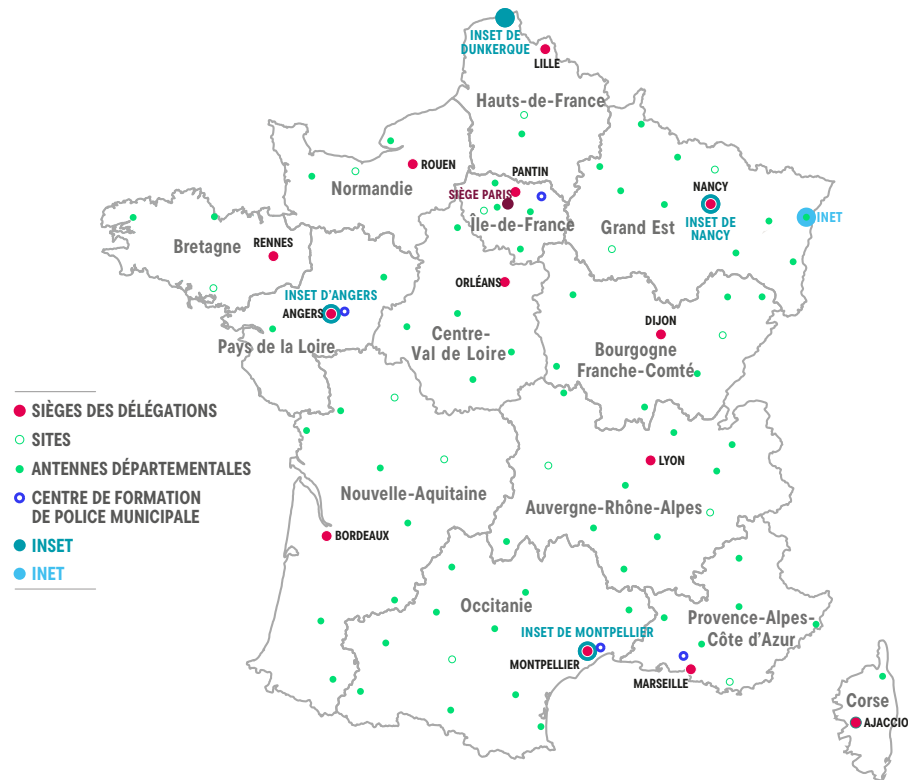 INSET DE
DUNKERQUE
LILLE
Hauts-de-France
ROUEN
Normandie
PANTIN
SIÈGE PARIS
Île-de-France
NANCY
INSET DE
NANCY
Grand Est
INET
Bretagne
RENNES
INSET D'ANGERS
ANGERS
Pays de la Loire
ORLÉANS
Centre-
Val de Loire
DIJON
Bourgogne
Franche-Comté
SIÈGES DES DÉLÉGATIONS
SITES
ANTENNES DÉPARTEMENTALES
CENTRE DE FORMATION
DE POLICE MUNICIPALE
INSET
INET
Nouvelle-Aquitaine
BORDEAUX
LYON
Auvergne-Rhône-Alpes
Occitanie
INSET DE MONTPELLIER
MONTPELLIER
Provence-Alpes-
Côte d'Azur
MARSEILLE
Corse
AJACCIO